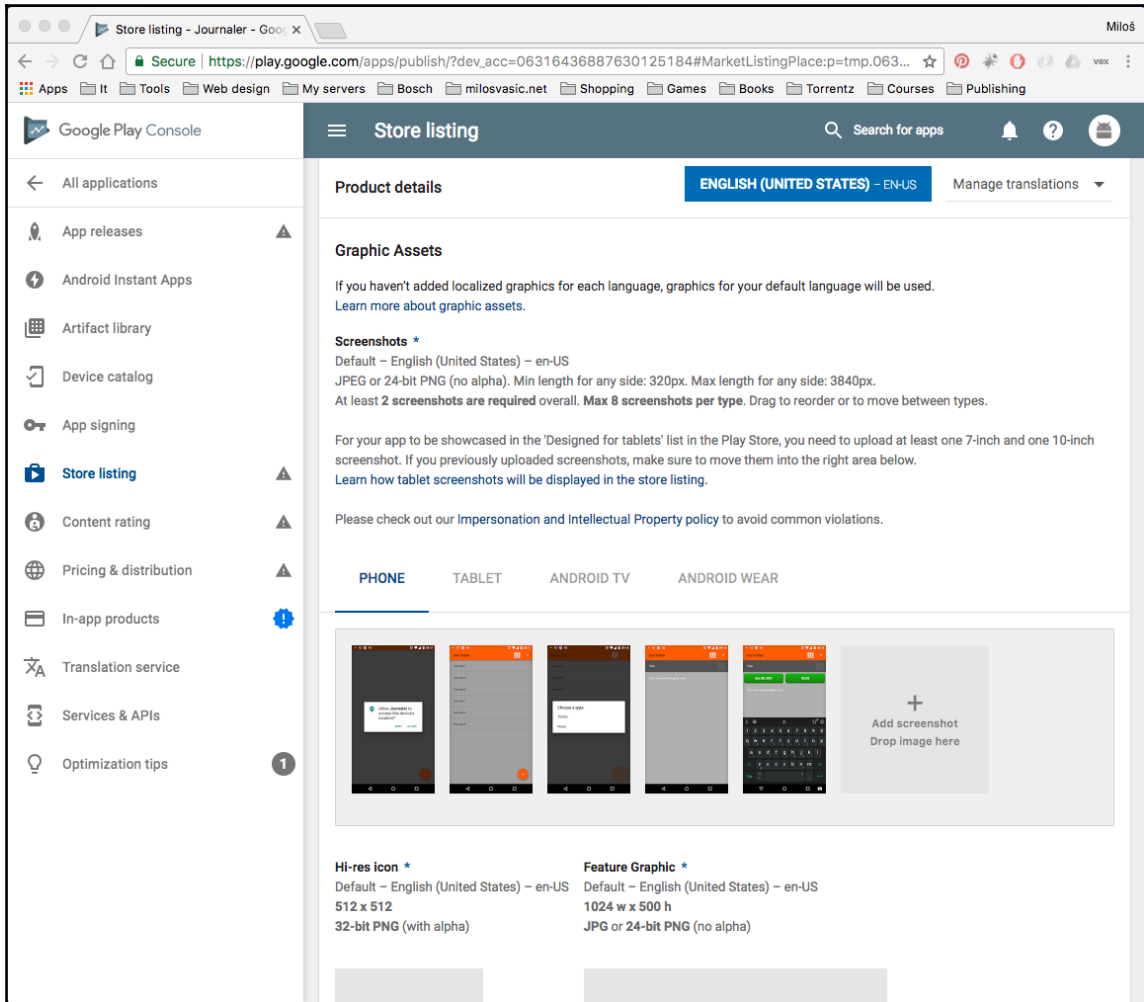 Store listing - Journaler - Goog
Miloš
Secure | https://play.google.com/apps/publish/?dev_acc=06316436887630125184#MarketListingPlace:p=tmp.063...
Apps It Tools Web design My servers Bosch milosvasic.net Shopping Games Books Torrentz Courses Publishing
Google Play Console
Store listing
Search for apps
All applications
Product details
ENGLISH (UNITED STATES) – EN-US
Manage translations
App releases
Android Instant Apps
Artifact library
Device catalog
App signing
Store listing
Content rating
Pricing & distribution
In-app products
Translation service
Services & APIs
Optimization tips
1
Graphic Assets
If you haven't added localized graphics for each language, graphics for your default language will be used.
Learn more about graphic assets.
Screenshots *
Default – English (United States) – en-US
JPEG or 24-bit PNG (no alpha). Min length for any side: 320px. Max length for any side: 3840px.
At least 2 screenshots are required overall. Max 8 screenshots per type. Drag to reorder or to move between types.
For your app to be showcased in the 'Designed for tablets' list in the Play Store, you need to upload at least one 7-inch and one 10-inch
screenshot. If you previously uploaded screenshots, make sure to move them into the right area below.
Learn how tablet screenshots will be displayed in the store listing.
Please check out our Impersonation and Intellectual Property policy to avoid common violations.
PHONE
TABLET
ANDROID TV
ANDROID WEAR
Allow Journaler to
access this device's
location?
Choose a type
Add screenshot
Drop image here
Hi-res icon *
Default – English (United States) – en-US
512 x 512
32-bit PNG (with alpha)
Feature Graphic *
Default – English (United States) – en-US
1024 w x 500 h
JPG or 24-bit PNG (no alpha)